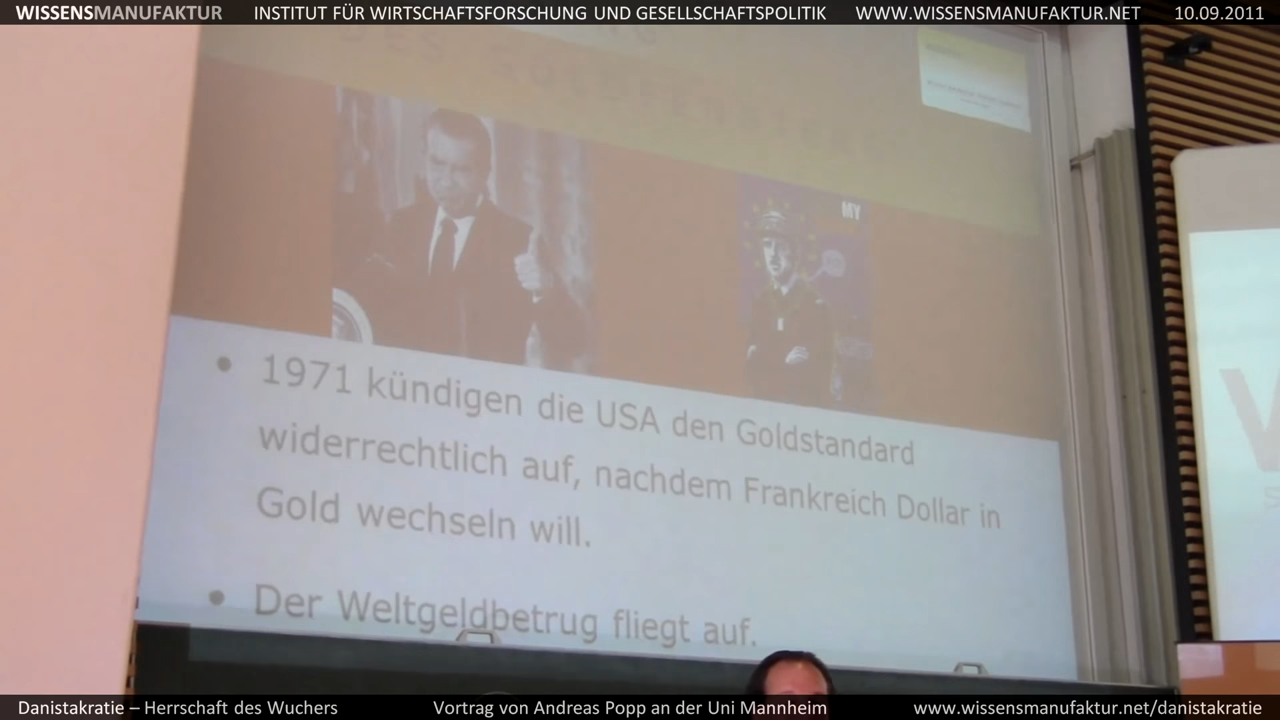 WISSENSMANUFAKTUR INSTITUT FÜR WIRTSCHAFTSFORSCHUNG UND GESELLSCHAFTSPOLITIK WWW.WISSENSMANUFAKTUR.NET 10.09.2011
MY
• 1971 kündigen die USA den Goldstandard
widerrechtlich auf, nachdem Frankreich Dollar in
Gold wechseln will.
• Der Weltgeldbetrug fliegt auf.
Danistakratie – Herrschaft des Wuchers Vortrag von Andreas Popp an der Uni Mannheim www.wissensmanufaktur.net/danistakratie